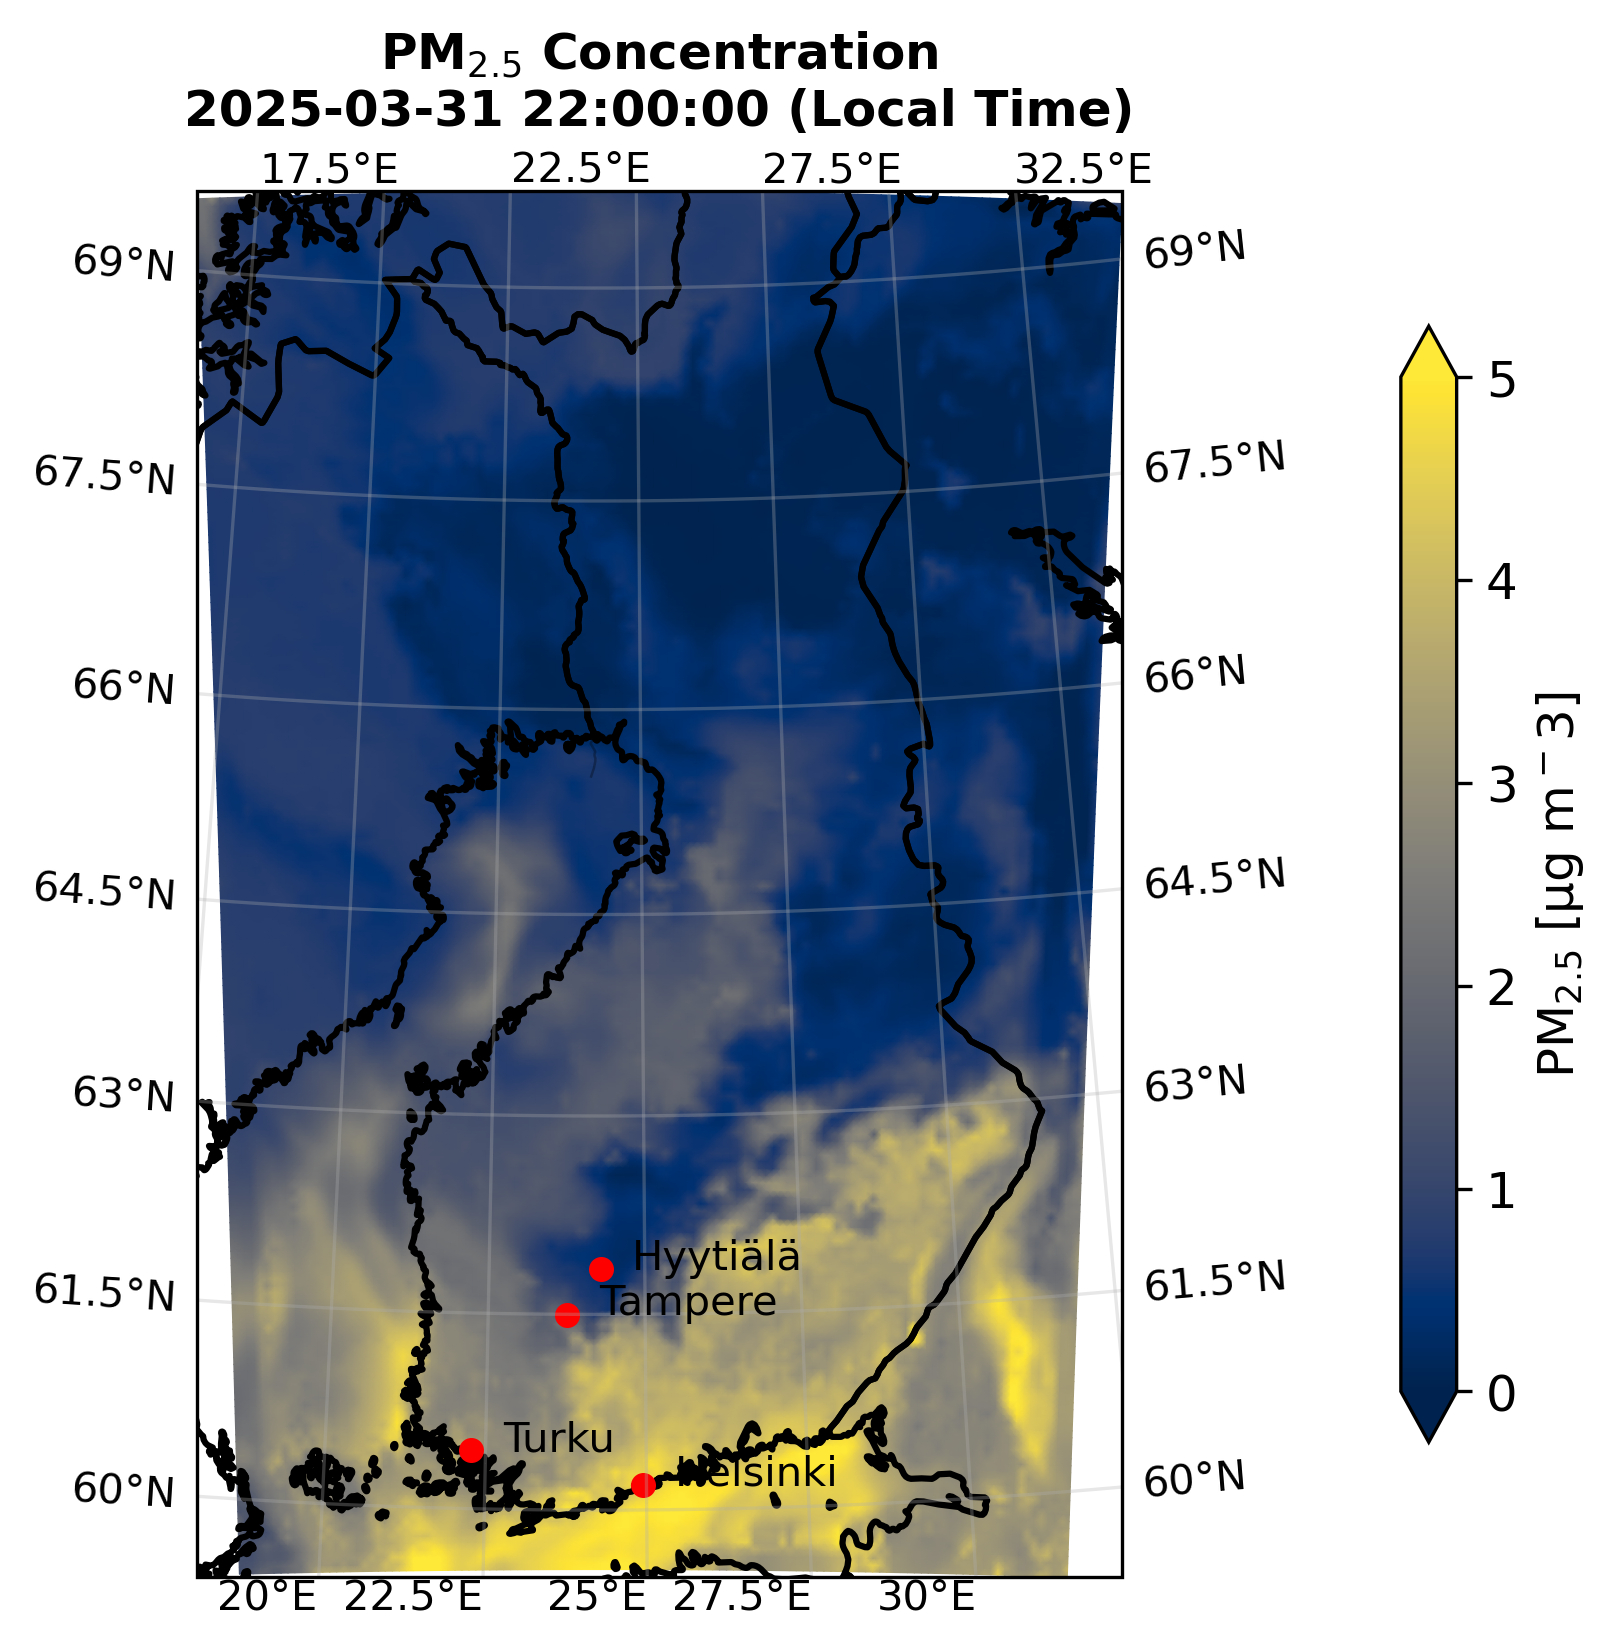 PM2.5 Concentration
2025-03-31 22:00:00 (Local Time)
17.5°E 22.5°E 27.5°E 32.5°E
69°N 69°N
67.5°N 67.5°N
66°N 66°N
64.5°N 64.5°N
63°N 63°N
61.5°N 61.5°N
60°N 60°N
Hyytiälä
Tampere
Turku
Helsinki
20°E 22.5°E 25°E 27.5°E 30°E
5
4
3
2
1
0
PM2.5 [µg m⁻3]